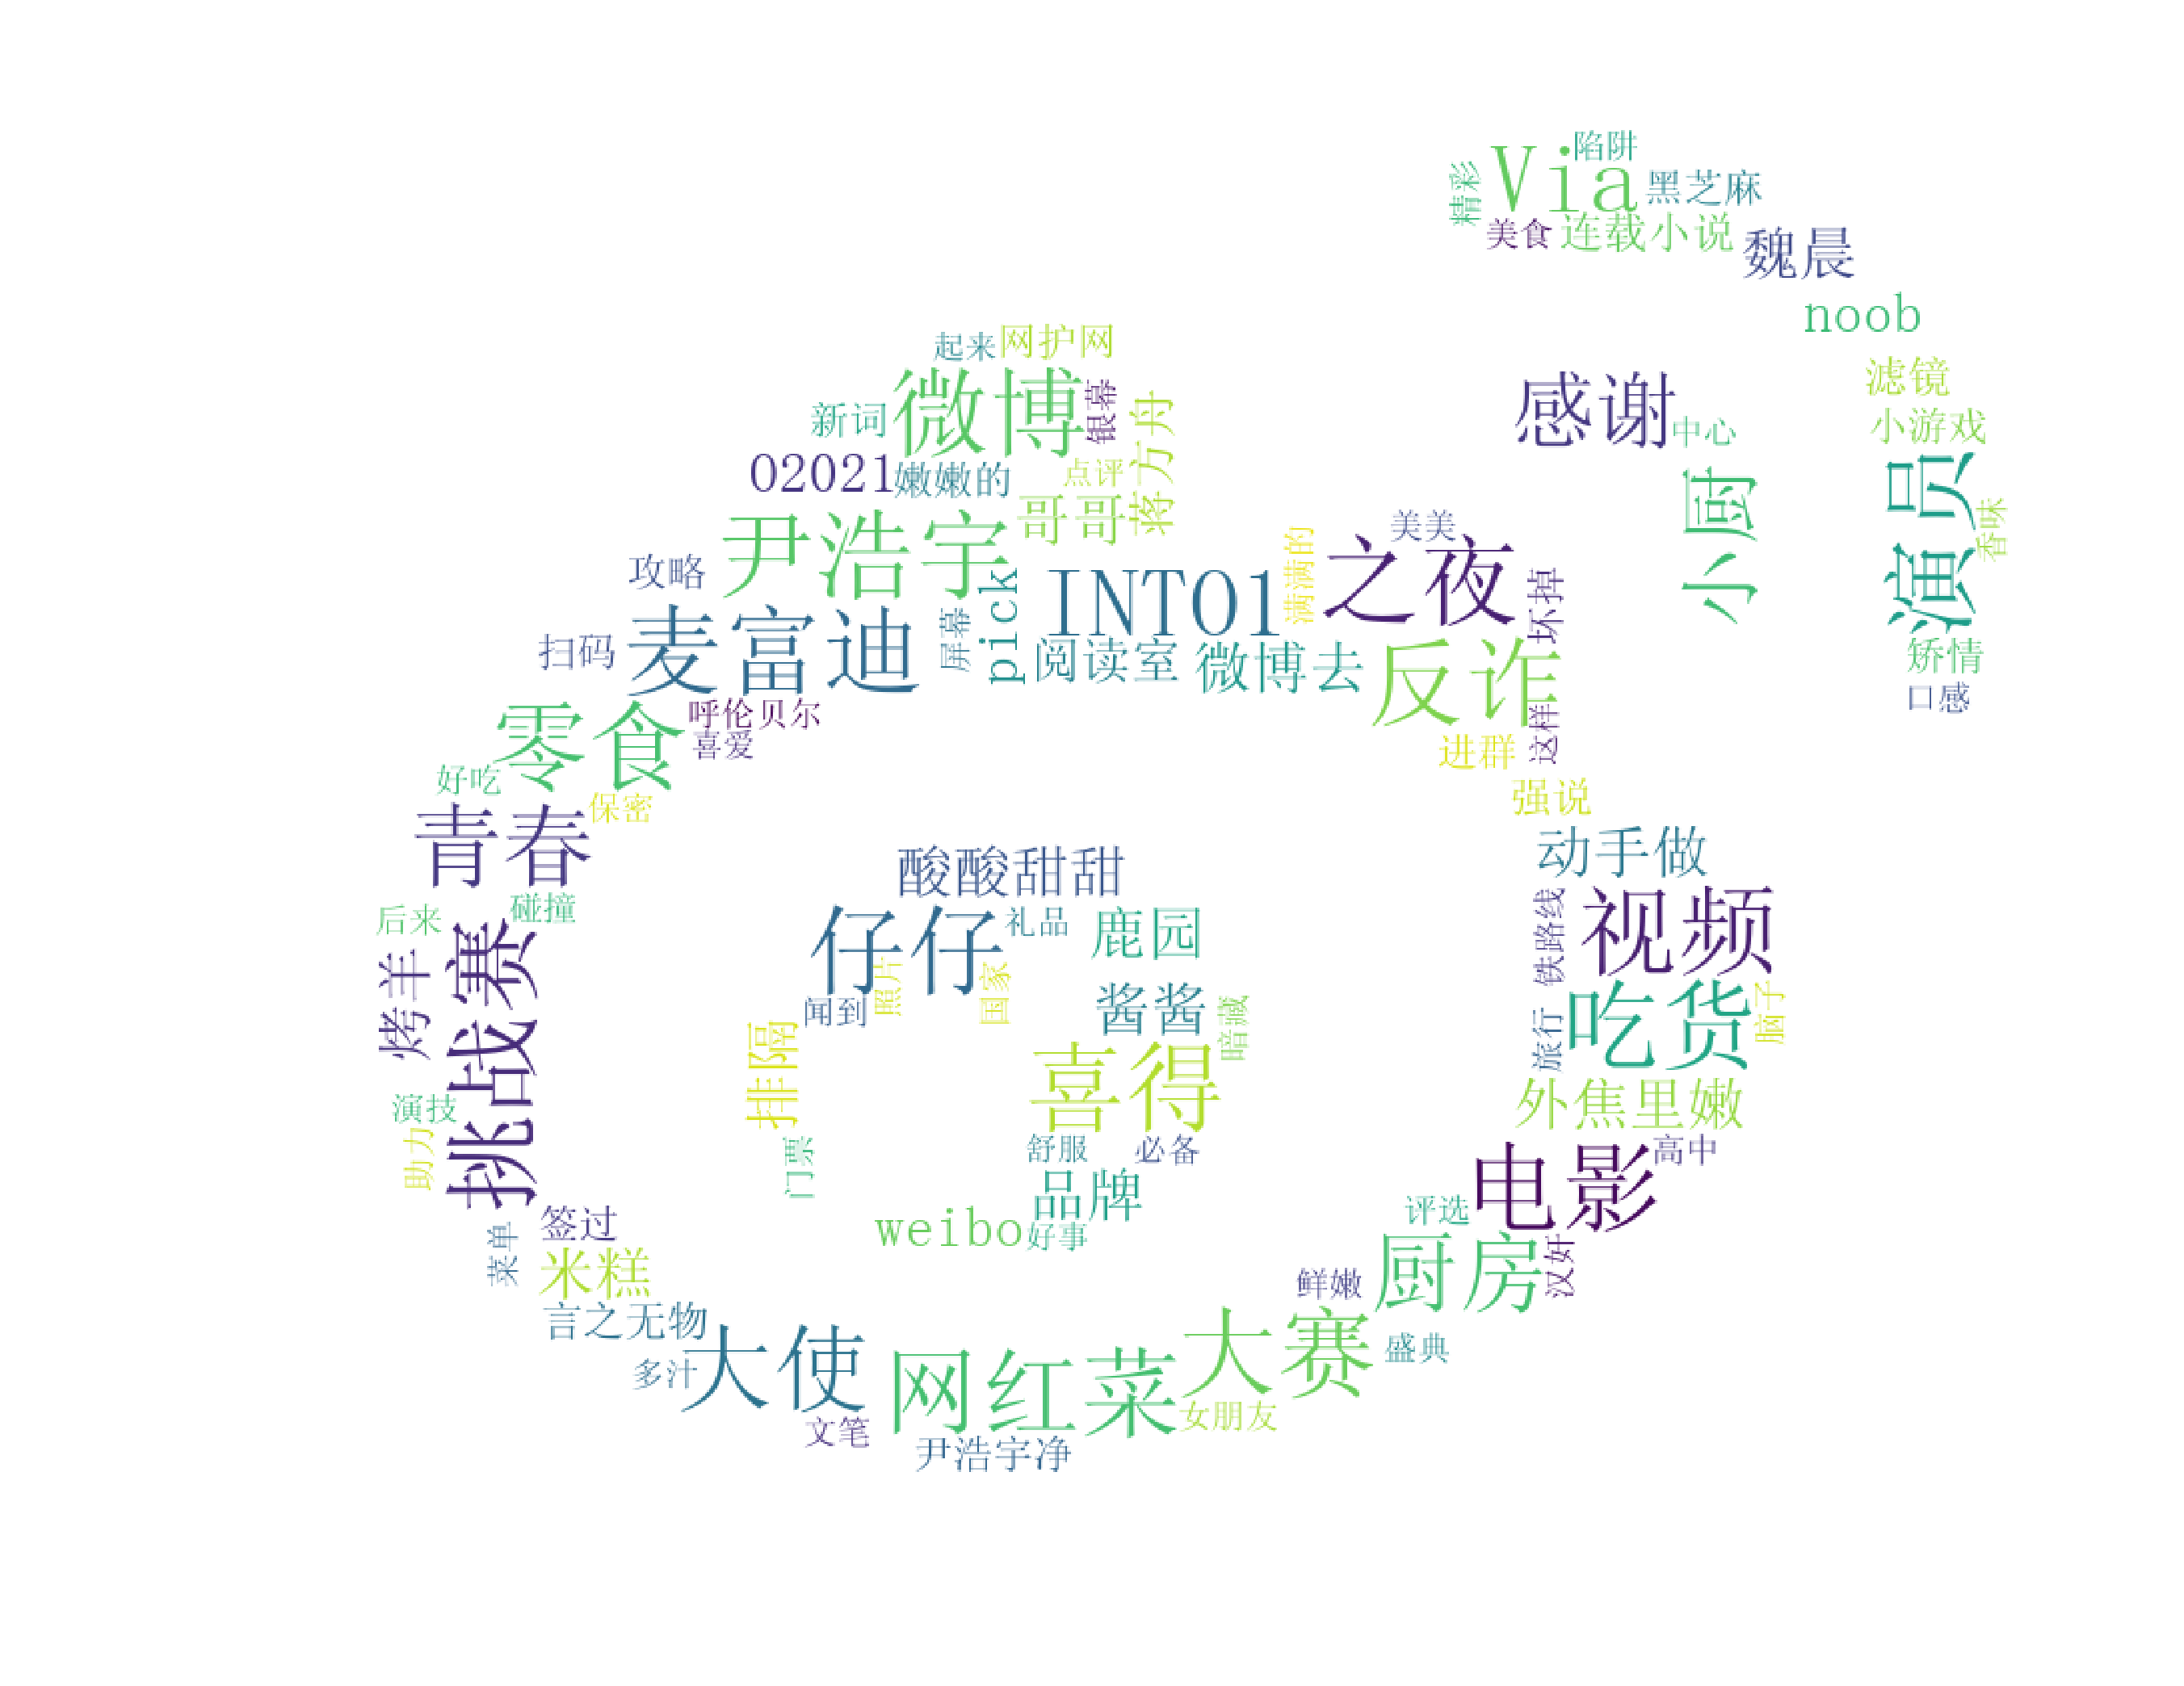 陷阱
Via
精彩
黑芝麻
美食
连载小说
魏晨
noob
起来
网护网
滤镜
微博
银幕
感谢
新词
蒋方舟
中心
小游戏
02021
嫩嫩的
点评
哥哥
小厨
演员
香味
尹浩宇
美美
满满的
之夜
攻略
pick
INTO1
坏掉
麦富迪
屏幕
扫码
阅读室
微博去
反诈
矫情
口感
零食
呼伦贝尔
喜爱
进群
这样
好吃
保密
强说
青春
动手做
酸酸甜甜
碰撞
后来
仔仔
礼品
鹿园
铁路线
视频
挑战赛
烤羊
照片
国家
闻到
酱酱
暗藏
旅行
吃货
脑子
排隔
喜得
演技
外焦里嫩
助力
门票
舒服
必备
电影
高中
品牌
签过
weibo
好事
评选
菜单
米糕
厨房
汉奸
鲜嫩
言之无物
大使
大赛
盛典
多汁
网红菜
文笔
女朋友
尹浩宇净